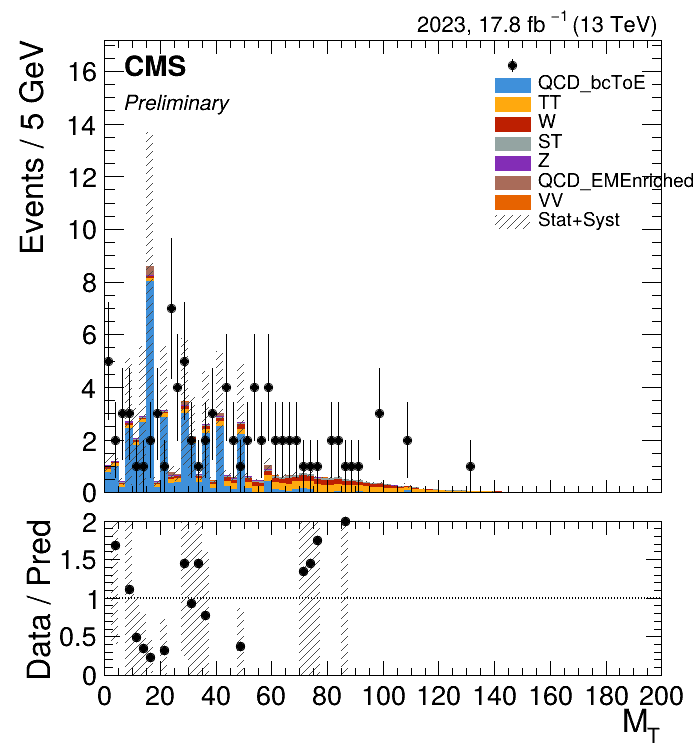 2023, 17.8 fb⁻¹ (13 TeV)
CMS
Preliminary
QCD_bcToE
TT
W
ST
Z
QCD_EMEnriched
VV
Stat+Syst
Events / 5 GeV
16
14
12
10
8
6
4
2
0
Data / Pred
2
1.5
1
0.5
0
0 20 40 60 80 100 120 140 160 180 200
M_T